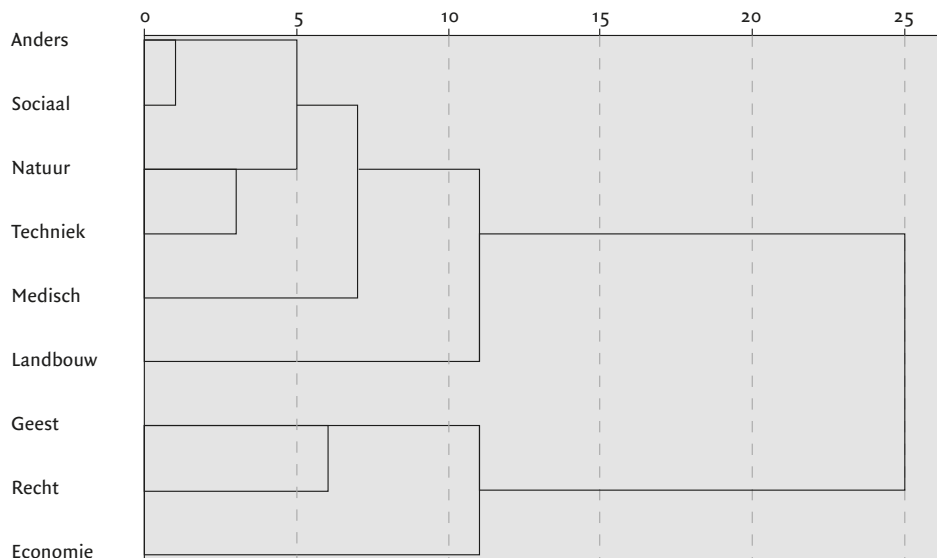 0 5 10 15 20 25
Anders
Sociaal
Natuur
Techniek
Medisch
Landbouw
Geest
Recht
Economie